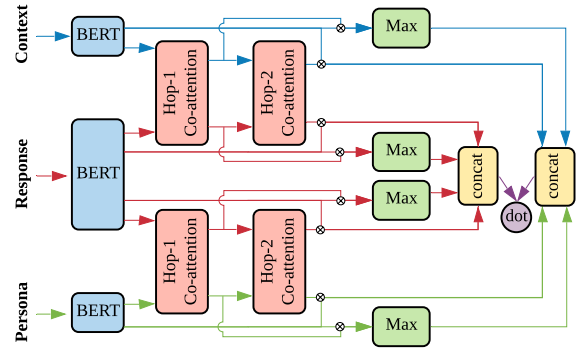 Context
BERT
Max
Hop-1
Co-attention
Hop-2
Co-attention
Response
BERT
Max
Max
concat
concat
dot
Hop-1
Co-attention
Hop-2
Co-attention
Persona
BERT
Max